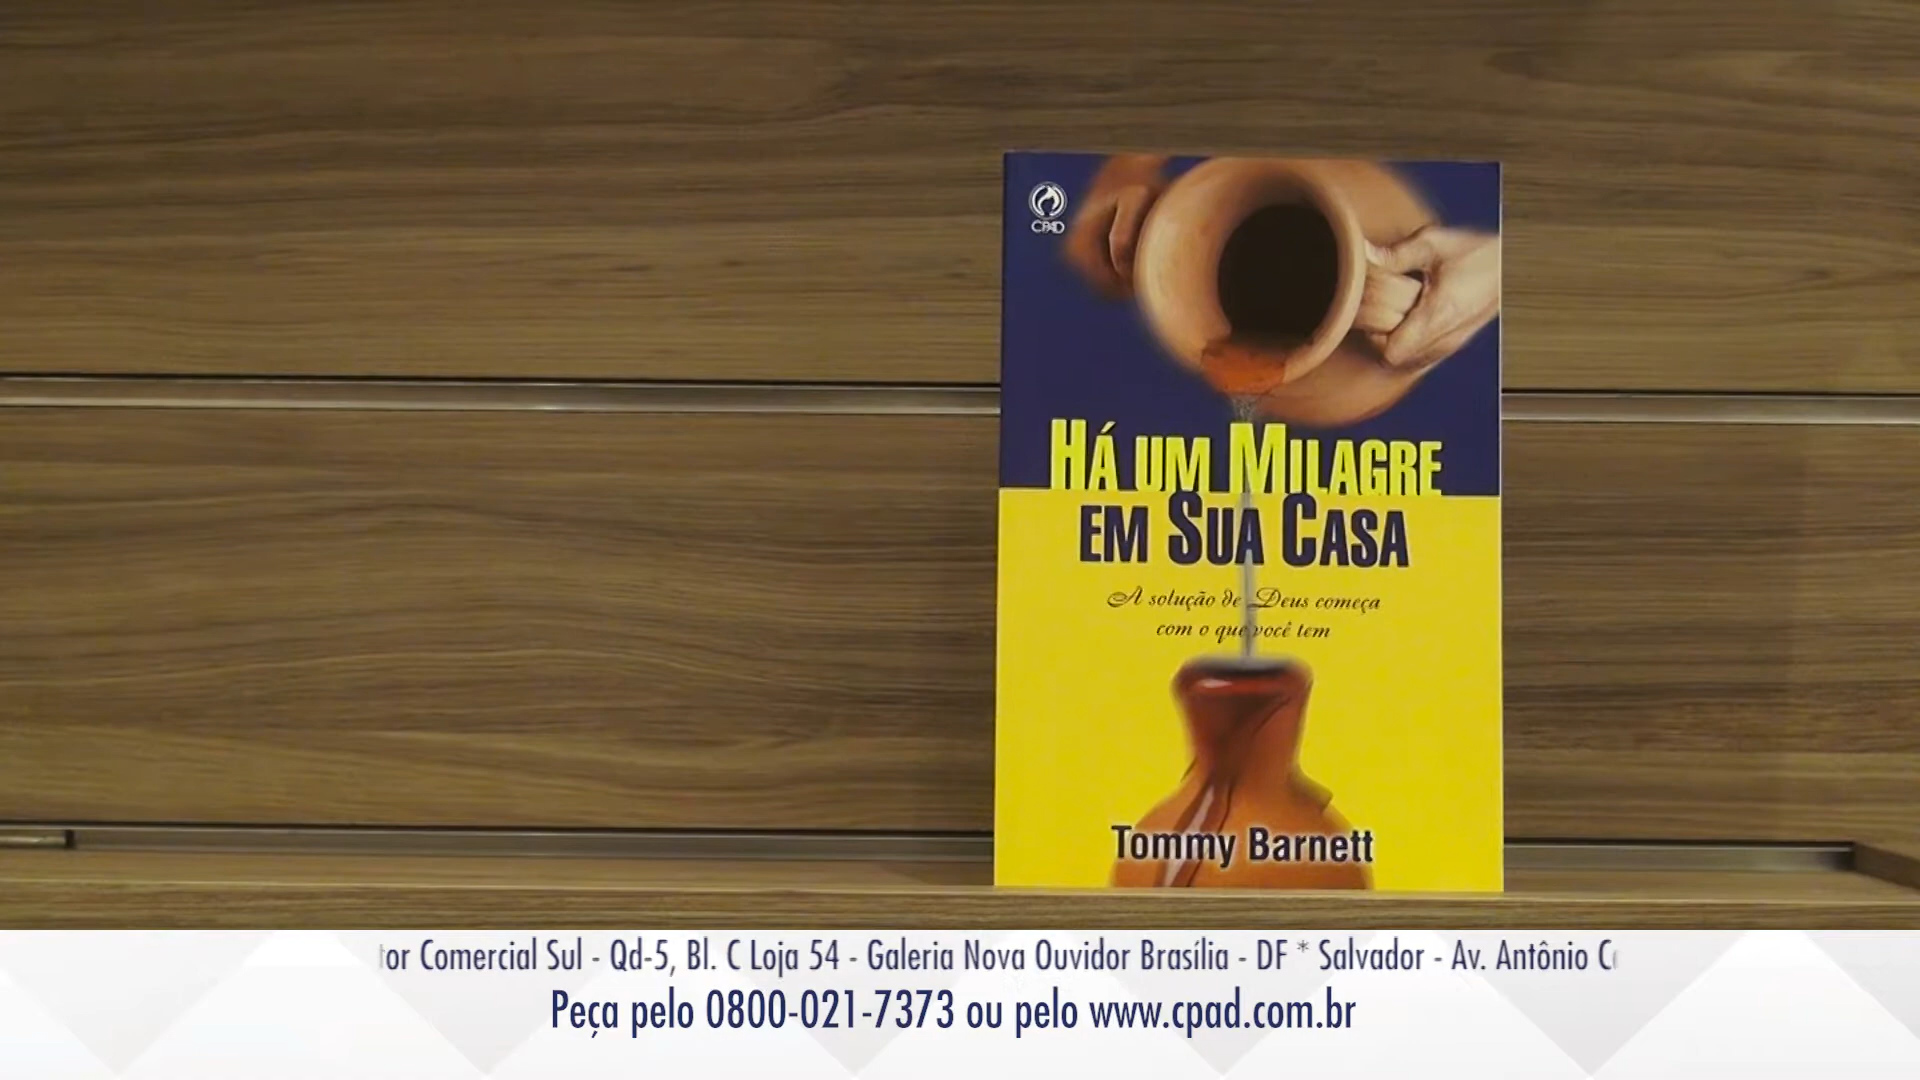 CPAD
HÁ UM MILAGRE
EM SUA CASA
A solução de Deus começa
com o que você tem
Tommy Barnett
tor Comercial Sul - Qd-5, Bl. C Loja 54 - Galeria Nova Ouvidor Brasília - DF * Salvador - Av. Antônio
Peça pelo 0800-021-7373 ou pelo www.cpad.com.br